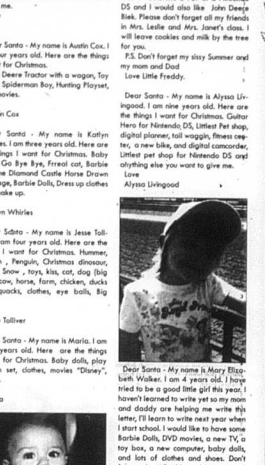 me.
r Santa - My name is Austin Cox. I
ur years old. Here are the things
t for Christmas.
Deere Tractor with a wagon, Toy
Spiderman Boy, Hunting Playset,
ovies.
n Cox
r Santa - My name is Katlyn
es. I am three years old. Here are
ings I want for Christmas. Baby
Go Bye Bye, Frreal cat, Barbie
he Diamond Castle Horse Drawn
ge, Barbie Dolls, Dress up clothes
ake up.
n Whirles
r Santa - My name is Jesse Toll-
am four years old. Here are the
I want for Christmas. Hummer,
, Penguin, Christmas dinosaur,
Snow , toys, kiss, cat, dog (big
cow, horse, farm, chicken, ducks
quacks, clothes, eye balls, Big
Tolliver
Santa - My name is Maria. I am
years old. Here are the things
for Christmas. Baby dolls, play
set, clothes, movies "Disney",
DS and I would also like John Deere
Biek. Please don't forget all my friends
in Mrs. Leslie and Mrs. Janet's class. I
will leave cookies and milk by the tree
for you.
P.S. Don't forget my sissy Summer and
my mom and Dad
Love Little Freddy.
Dear Santa - My name is Alyssa Liv-
ingood. I am nine years old. Here are
the things I want for Christmas. Guitar
Hero for Nintendo DS, Littlest Pet shop,
digital planner, tail waggin, fitness cen-
ter, a new bike, and digital camcorder,
Littlest pet shop for Nintendo DS and
anything else you want to give me.
Love
Alyssa Livingood
Dear Santa - My name is Mary Eliza-
beth Walker. I am 4 years old. I have
tried to be a good little girl this year. I
haven't learned to write yet so my mom
and daddy are helping me write this
letter, I'll learn to write next year when
I start school. I would like to have some
Barbie Dolls, DVD movies, a new TV, a
toy box, a new computer, baby dolls,
and lots of clothes and shoes. Don't